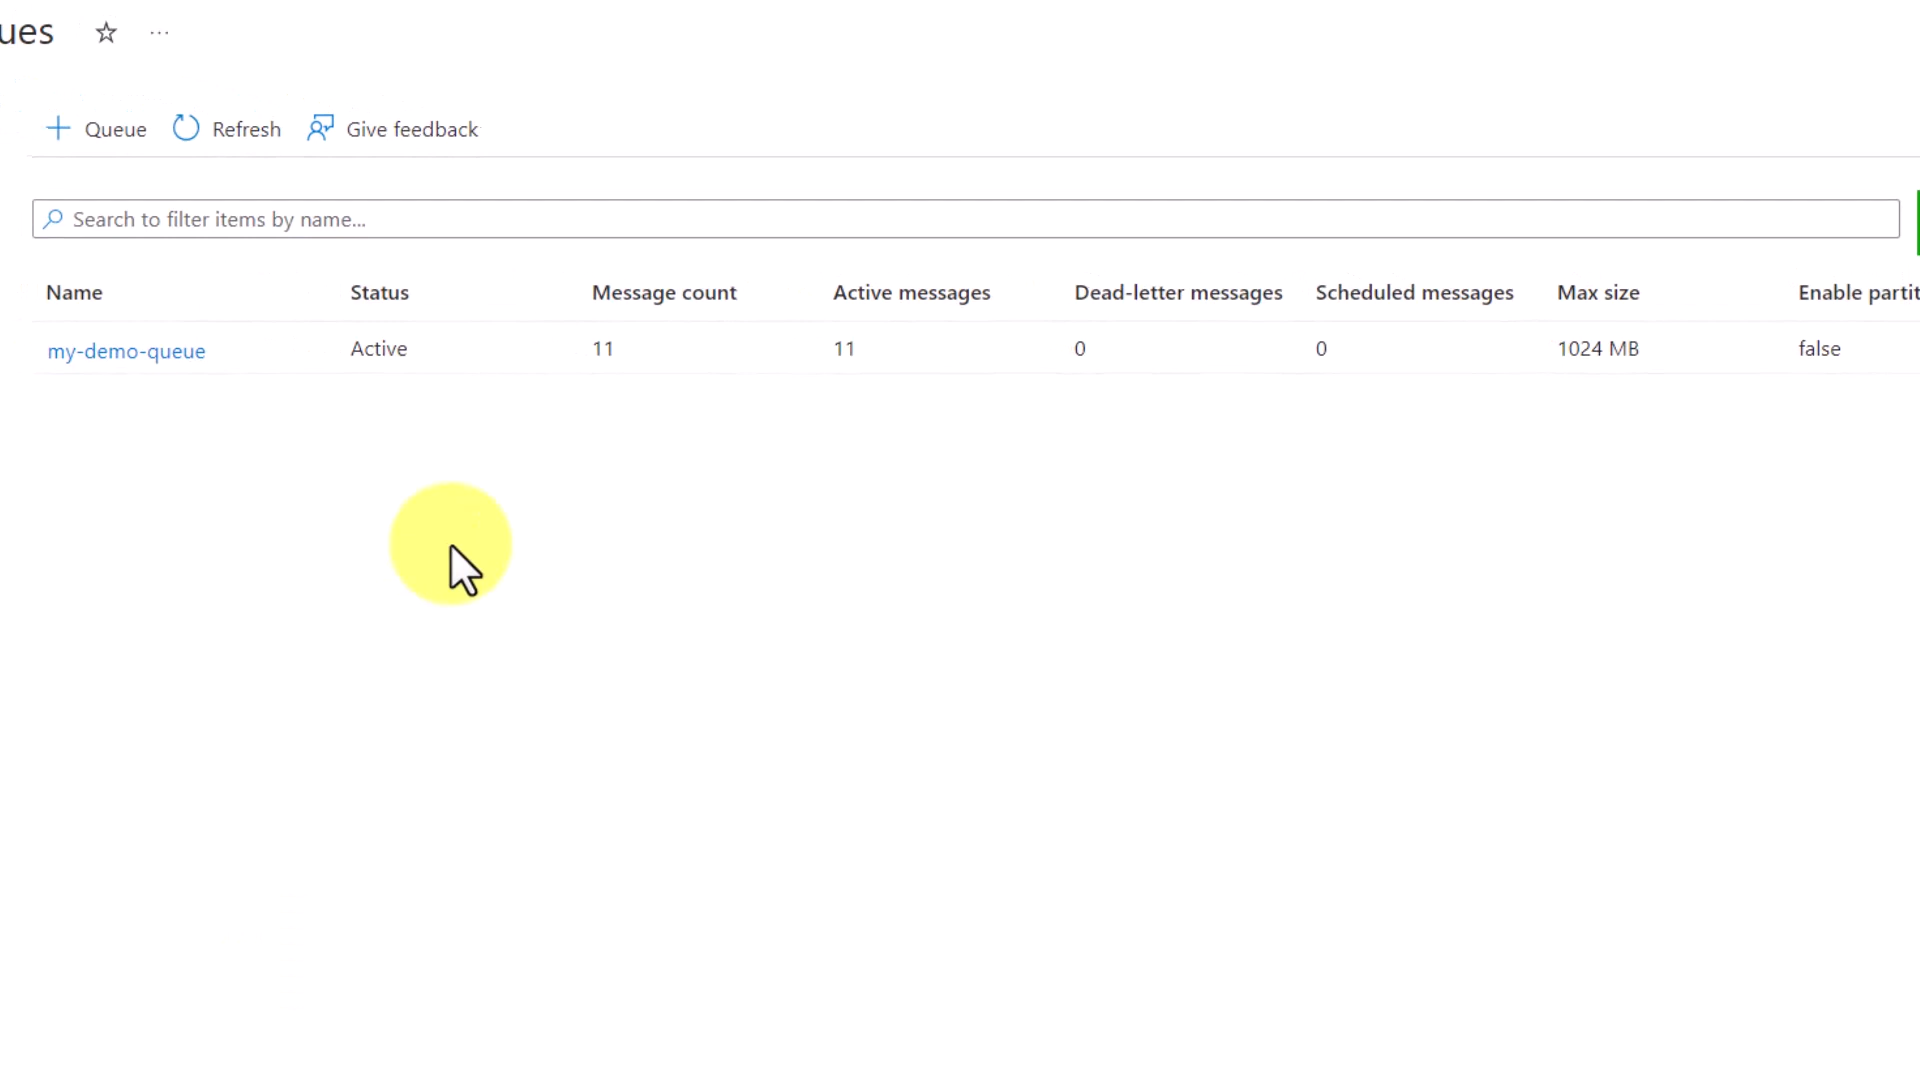 ues
Queue Refresh Give feedback
Search to filter items by name...
Name Status Message count Active messages Dead-letter messages Scheduled messages Max size Enable partit
my-demo-queue Active 11 11 0 0 1024 MB false